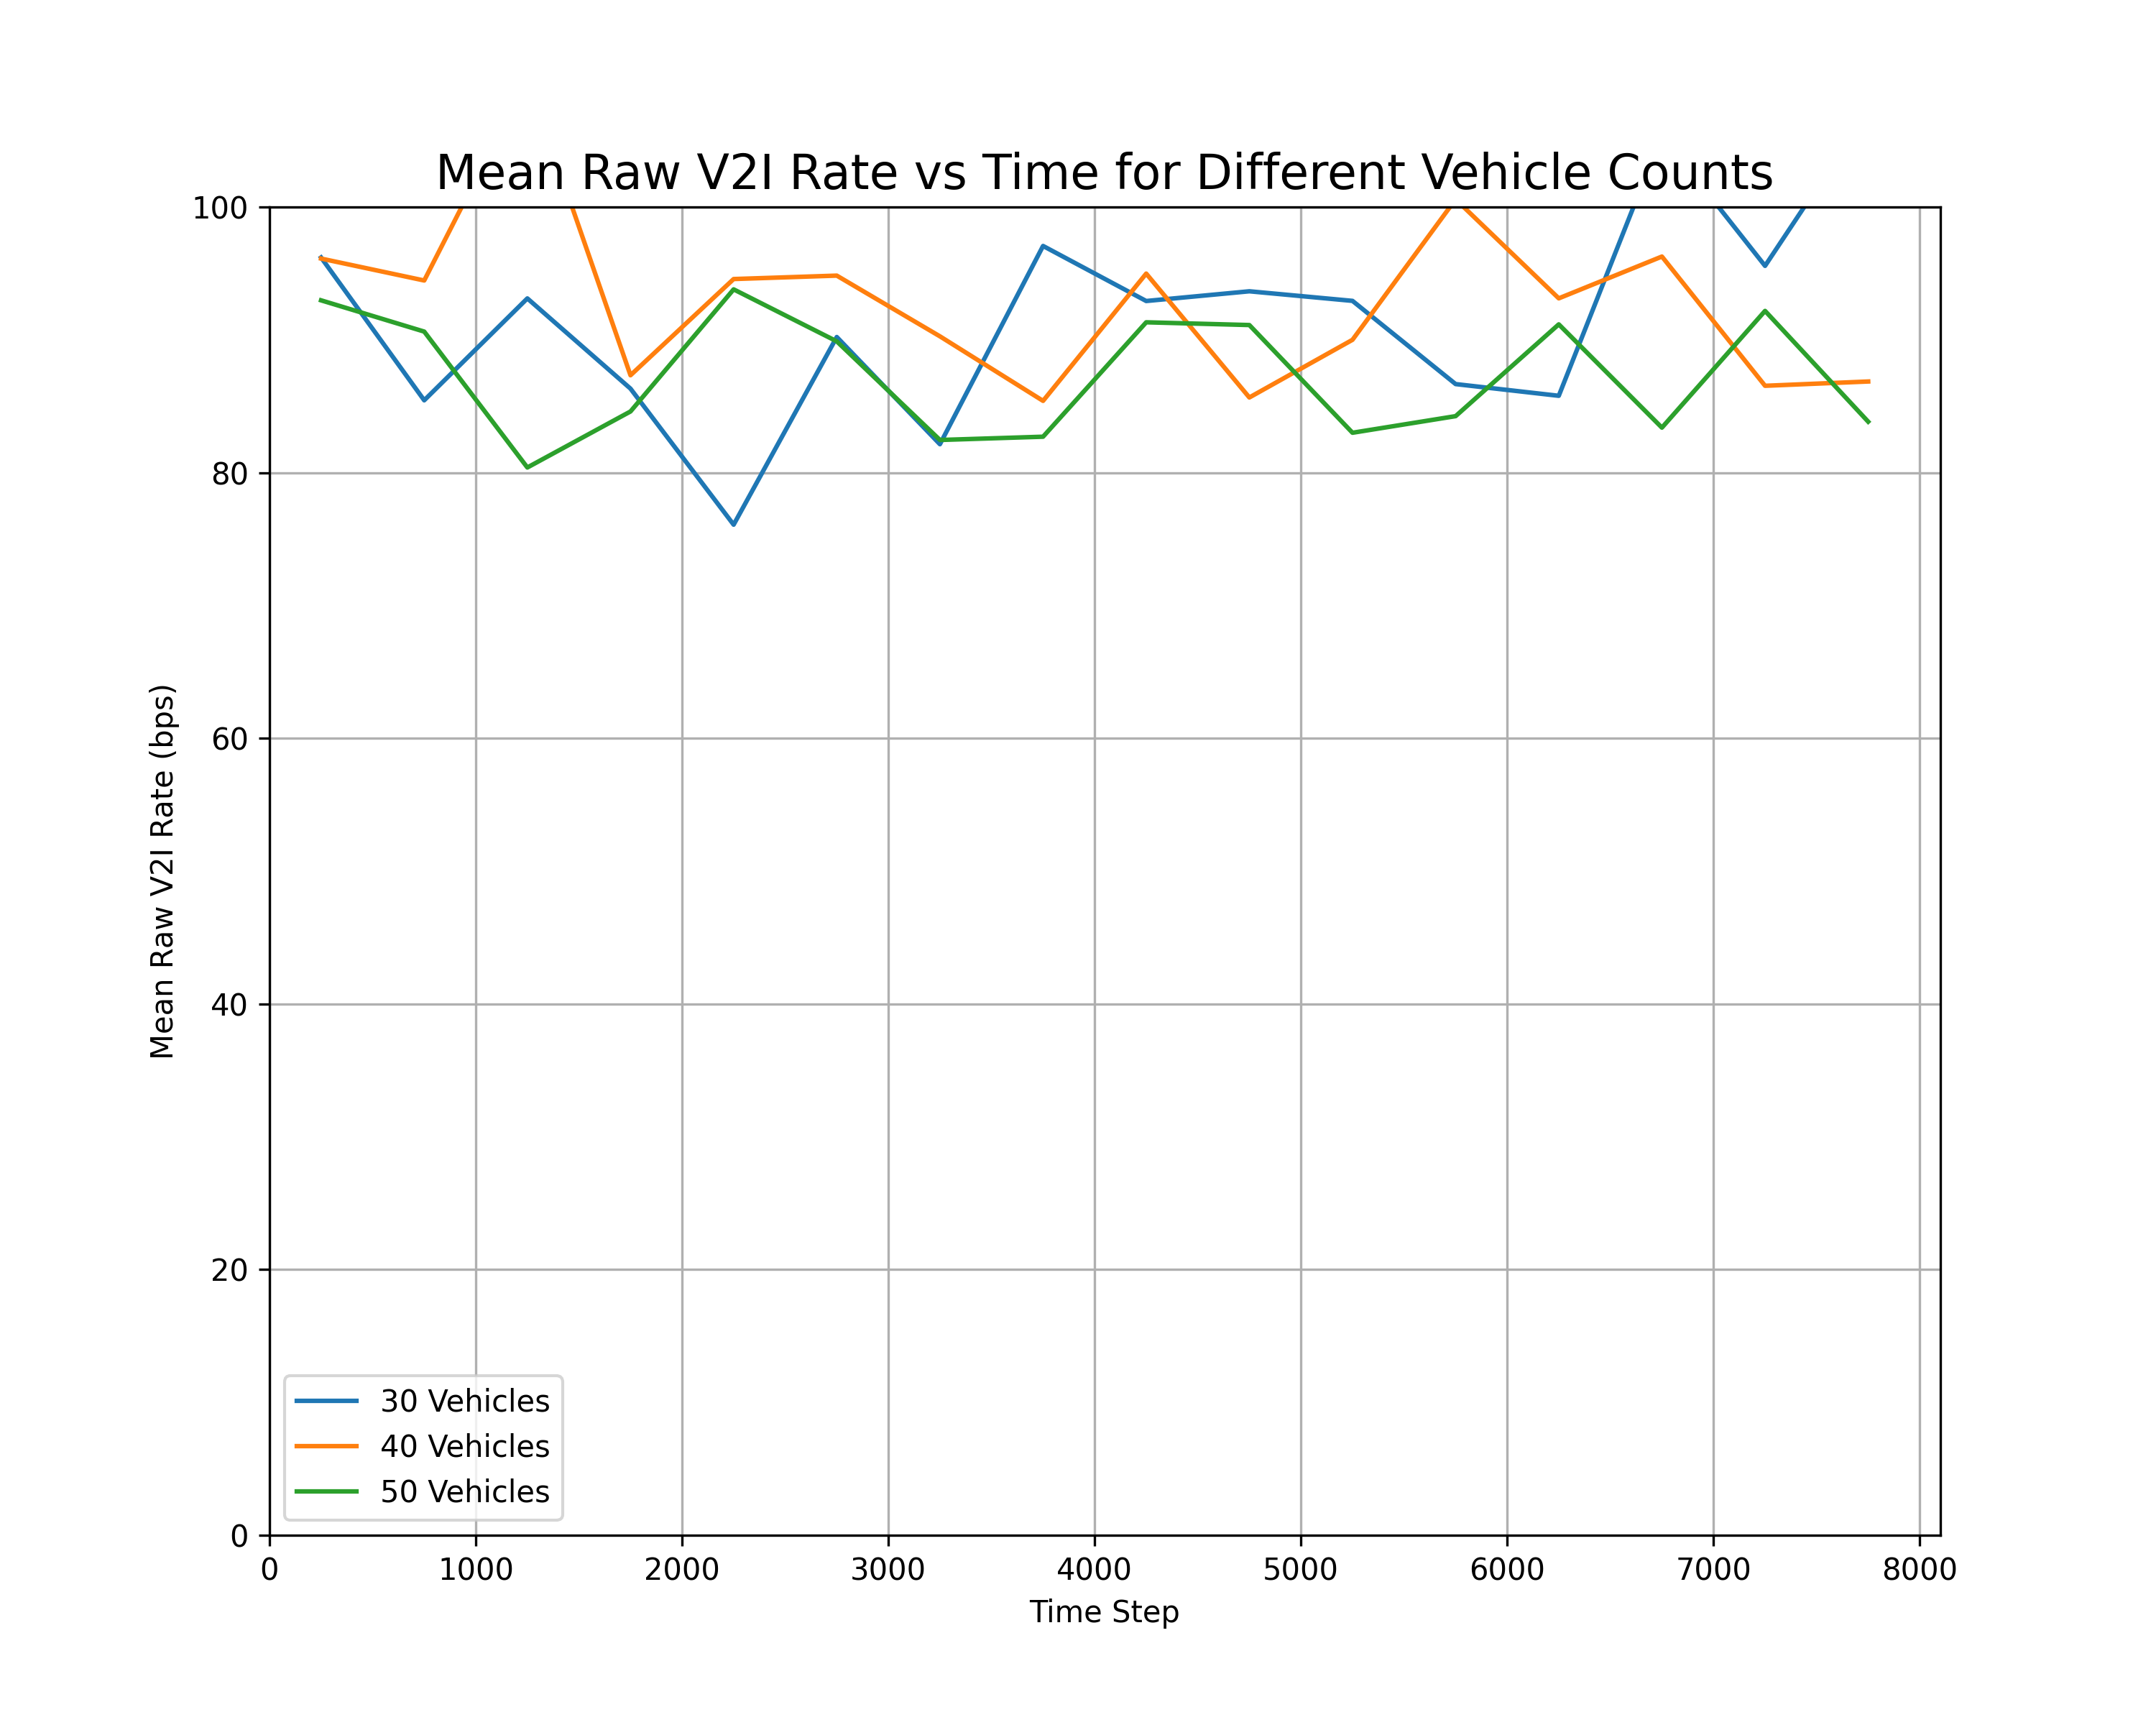 Mean Raw V2I Rate vs Time for Different Vehicle Counts
100
80
60
40
20
0
Mean Raw V2I Rate (bps)
30 Vehicles
40 Vehicles
50 Vehicles
0 1000 2000 3000 4000 5000 6000 7000 8000
Time Step